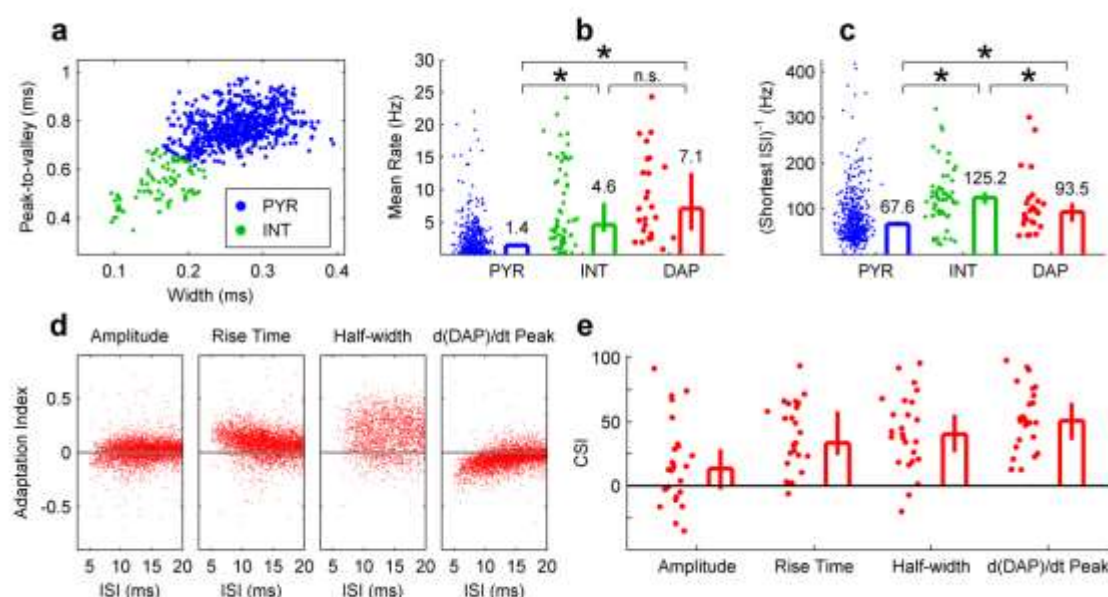 a
Peak-to-valley (ms)
1
0.8
0.6
0.4
0.1 0.2 0.3 0.4
Width (ms)
PYR
INT
b
Mean Rate (Hz)
30
25
20
15
10
5
*
* n.s.
1.4
4.6
7.1
PYR INT DAP
c
(Shortest ISI)⁻¹ (Hz)
400
300
200
100
*
* *
67.6
125.2
93.5
PYR INT DAP
d
Amplitude Rise Time Half-width d(DAP)/dt Peak
Adaptation Index
0.5
0
-0.5
5 10 15 20 5 10 15 20 5 10 15 20 5 10 15 20
ISI (ms) ISI (ms) ISI (ms) ISI (ms)
e
CSI
100
50
0
Amplitude Rise Time Half-width d(DAP)/dt Peak